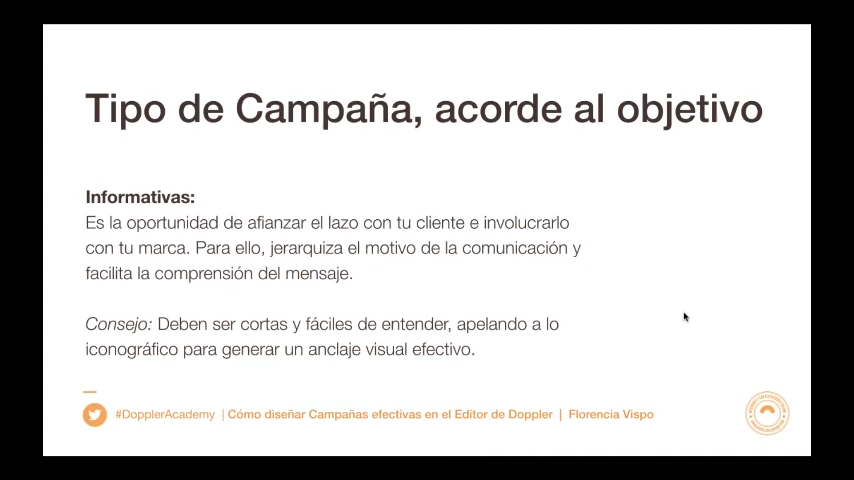 Tipo de Campaña, acorde al objetivo
Informativas:
Es la oportunidad de afianzar el lazo con tu cliente e involucrarlo
con tu marca. Para ello, jerarquiza el motivo de la comunicación y
facilita la comprensión del mensaje.
Consejo: Deben ser cortas y fáciles de entender, apelando a lo
iconográfico para generar un anclaje visual efectivo.
#DopplerAcademy | Cómo diseñar Campañas efectivas en el Editor de Doppler | Florencia Vispo